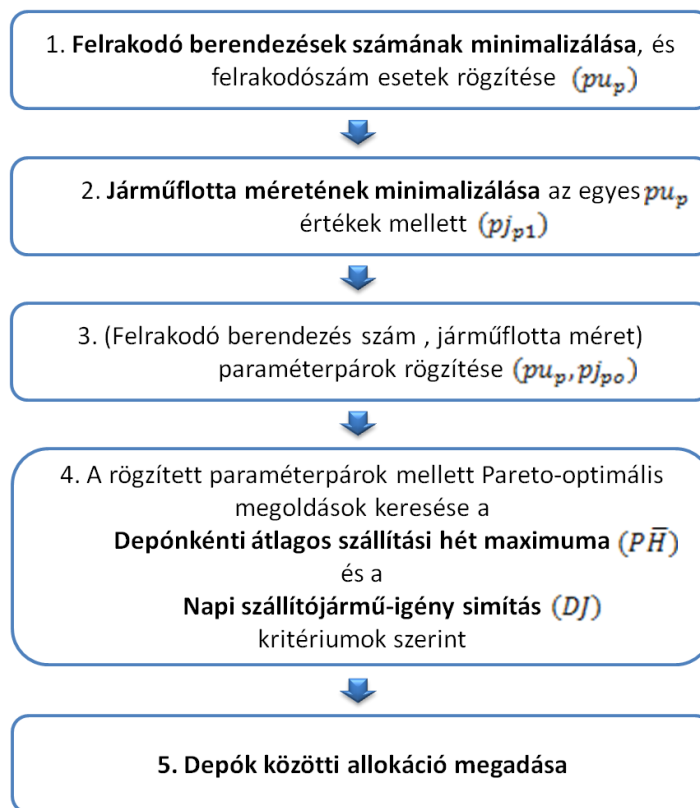 1. Felrakodó berendezések számának minimalizálása, és
felrakodószám esetek rögzítése (pu_p)
2. Járműflotta méretének minimalizálása az egyes pu_p
értékek mellett (pj_p1)
3. (Felrakodó berendezés szám , járműflotta méret)
paraméterpárok rögzítése (pu_p, pj_po)
4. A rögzített paraméterpárok mellett Pareto-optimális
megoldások keresése a
Depónkénti átlagos szállítási hét maximuma (PH̅)
és a
Napi szállítójármű-igény simítás (DJ)
kritériumok szerint
5. Depók közötti allokáció megadása